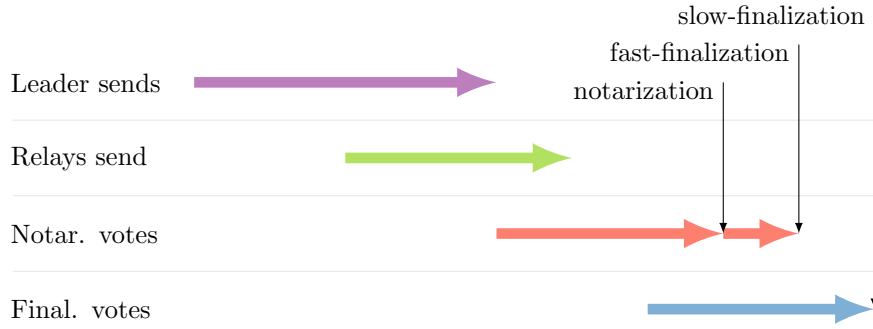 slow-finalization
fast-finalization
Leader sends
notarization
Relays send
Notar. votes
Final. votes